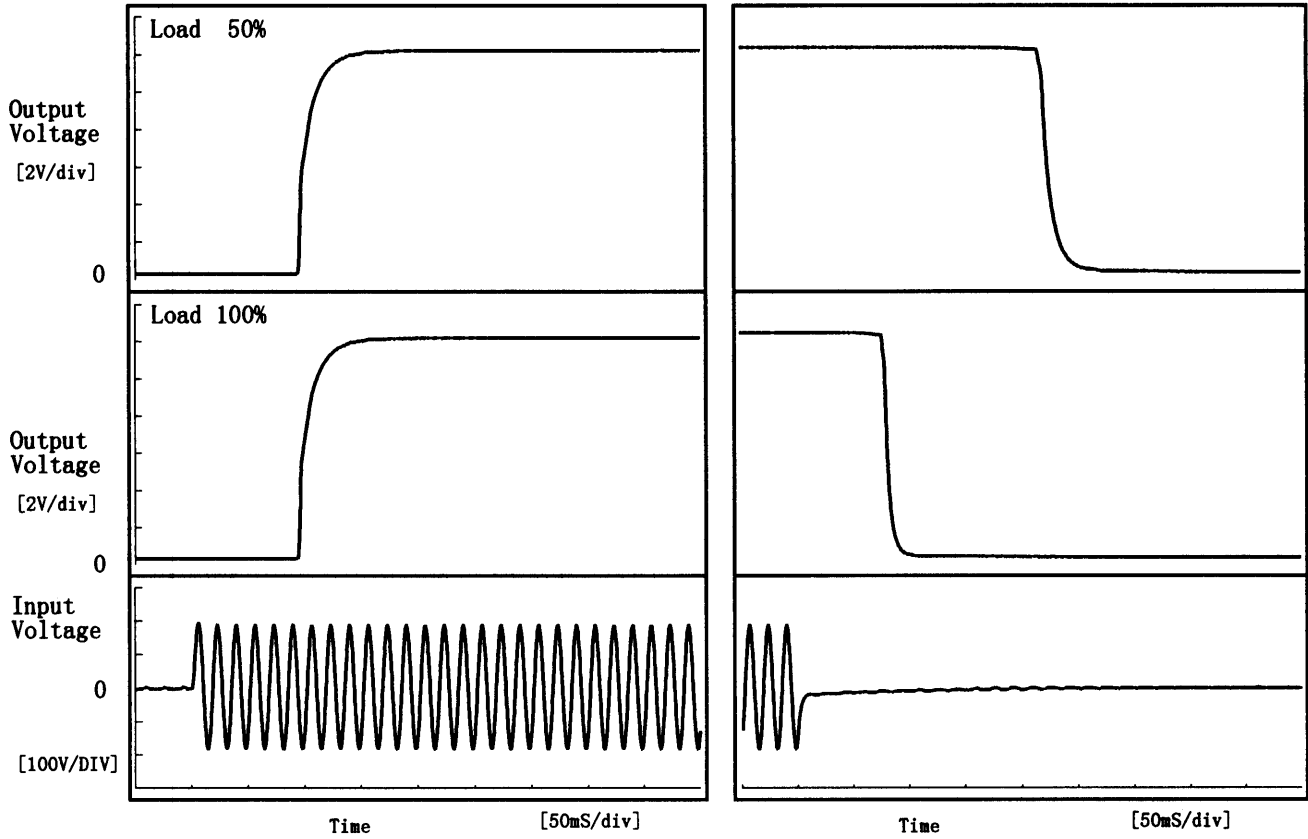 Load 50%
Output
Voltage
[2V/div]
0
Load 100%
Output
Voltage
[2V/div]
0
Input
Voltage
0
[100V/DIV]
Time [50mS/div]
Time [50mS/div]